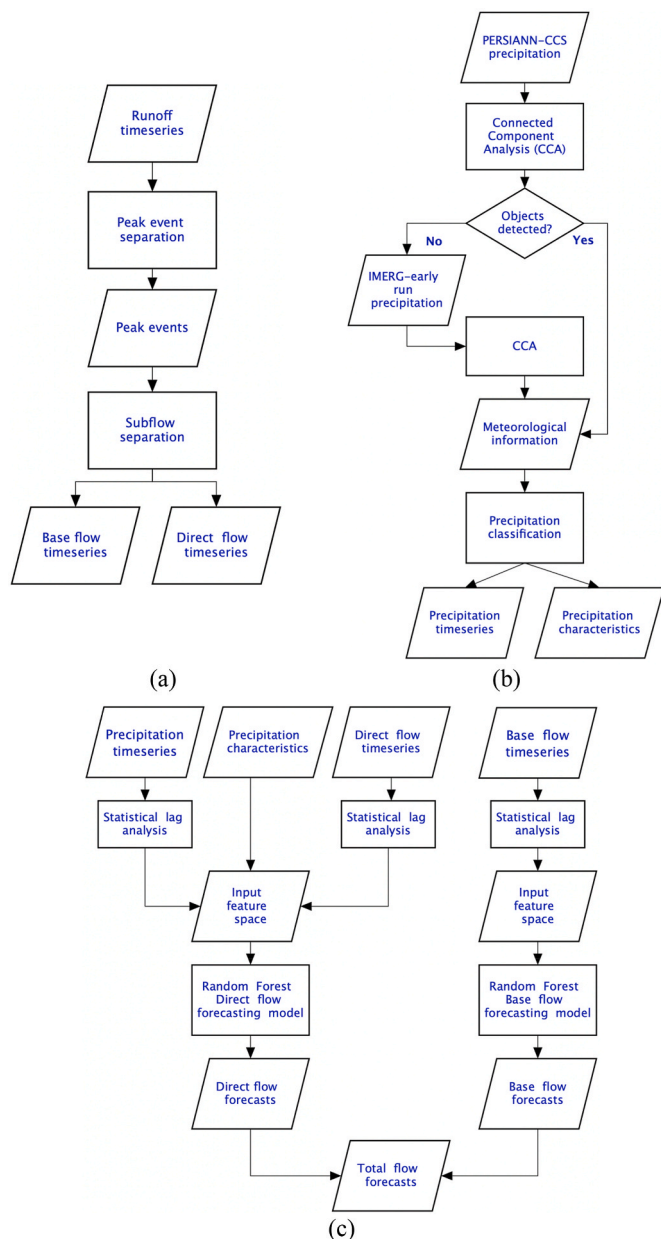 Runoff
timeseries
Peak event
separation
Peak events
Subflow
separation
Base flow
timeseries
Direct flow
timeseries
(a)
PERSIANN-CCS
precipitation
Connected
Component
Analysis (CCA)
Objects
detected?
No
Yes
IMERG-early
run
precipitation
CCA
Meteorological
information
Precipitation
classification
Precipitation
timeseries
Precipitation
characteristics
(b)
Precipitation
timeseries
Precipitation
characteristics
Direct flow
timeseries
Base flow
timeseries
Statistical lag
analysis
Statistical lag
analysis
Statistical lag
analysis
Input
feature
space
Input
feature
space
Random Forest
Direct flow
forecasting model
Random Forest
Base flow
forecasting model
Direct flow
forecasts
Base flow
forecasts
Total flow
forecasts
(c)